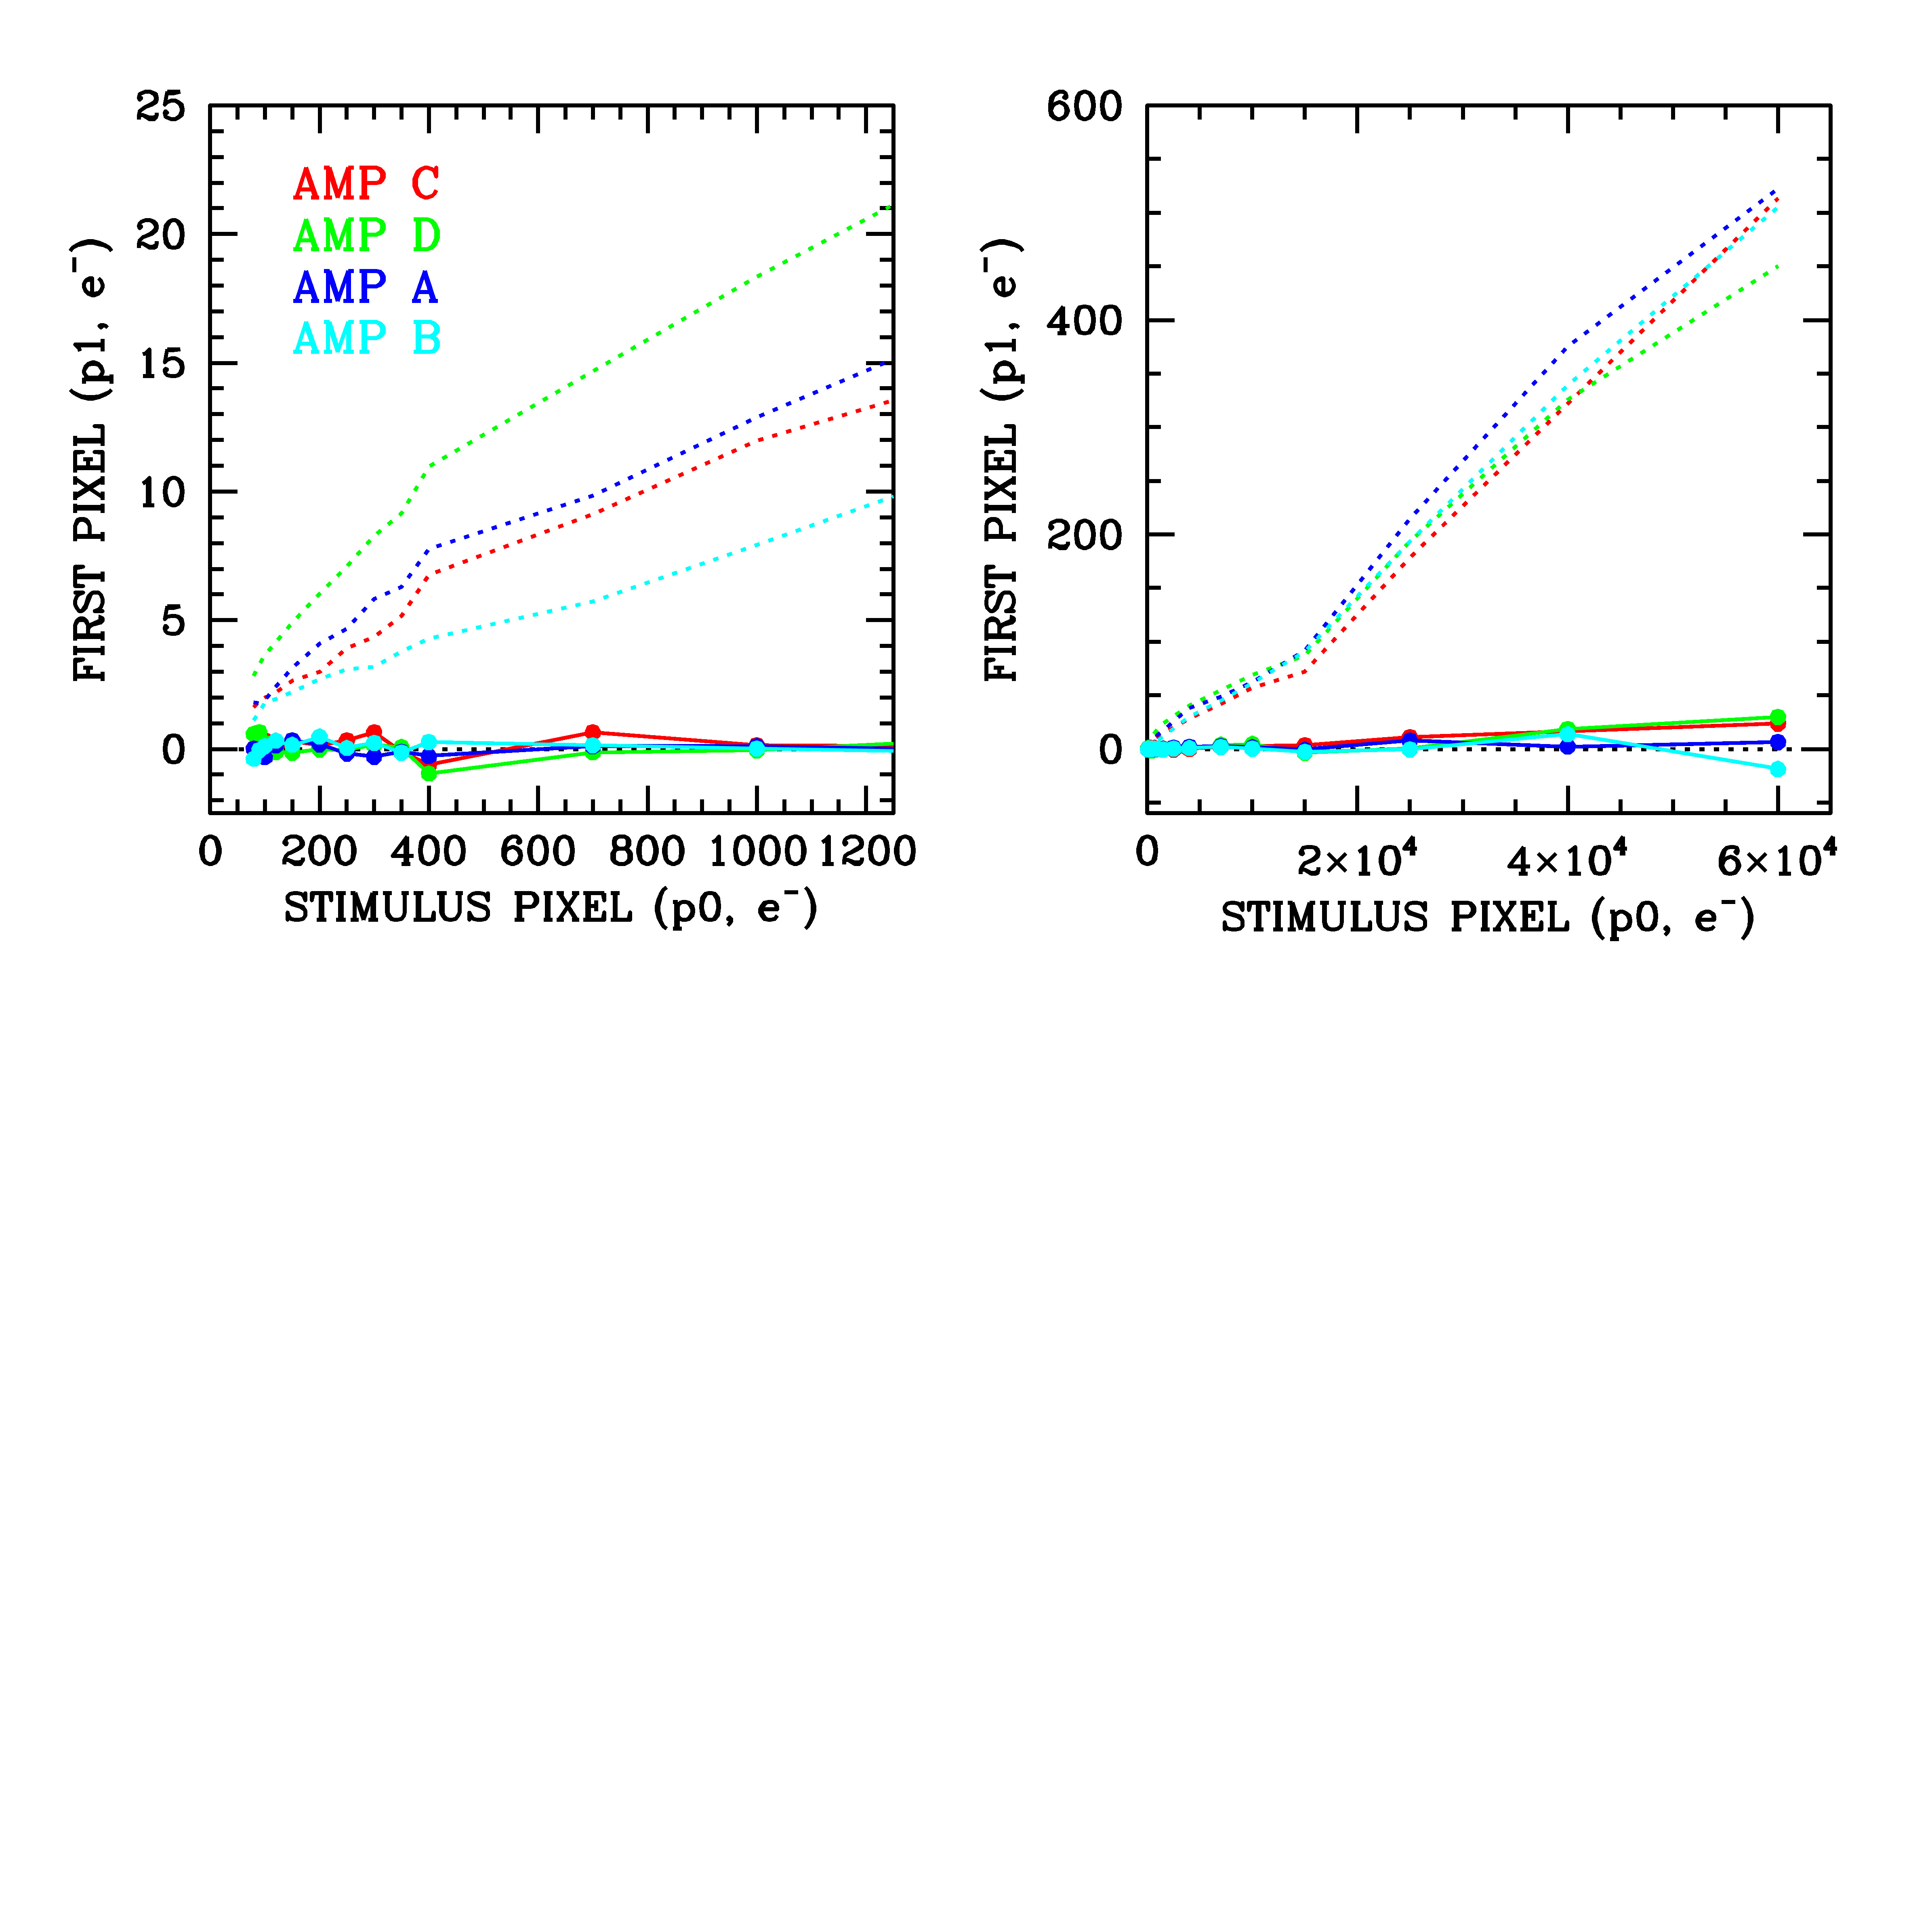 25
20
15
10
5
0
FIRST PIXEL (p1, e⁻)
AMP C
AMP D
AMP A
AMP B
0 200 400 600 800 1000 1200
STIMULUS PIXEL (p0, e⁻)
600
400
200
0
FIRST PIXEL (p1, e⁻)
0 2×10⁴ 4×10⁴ 6×10⁴
STIMULUS PIXEL (p0, e⁻)